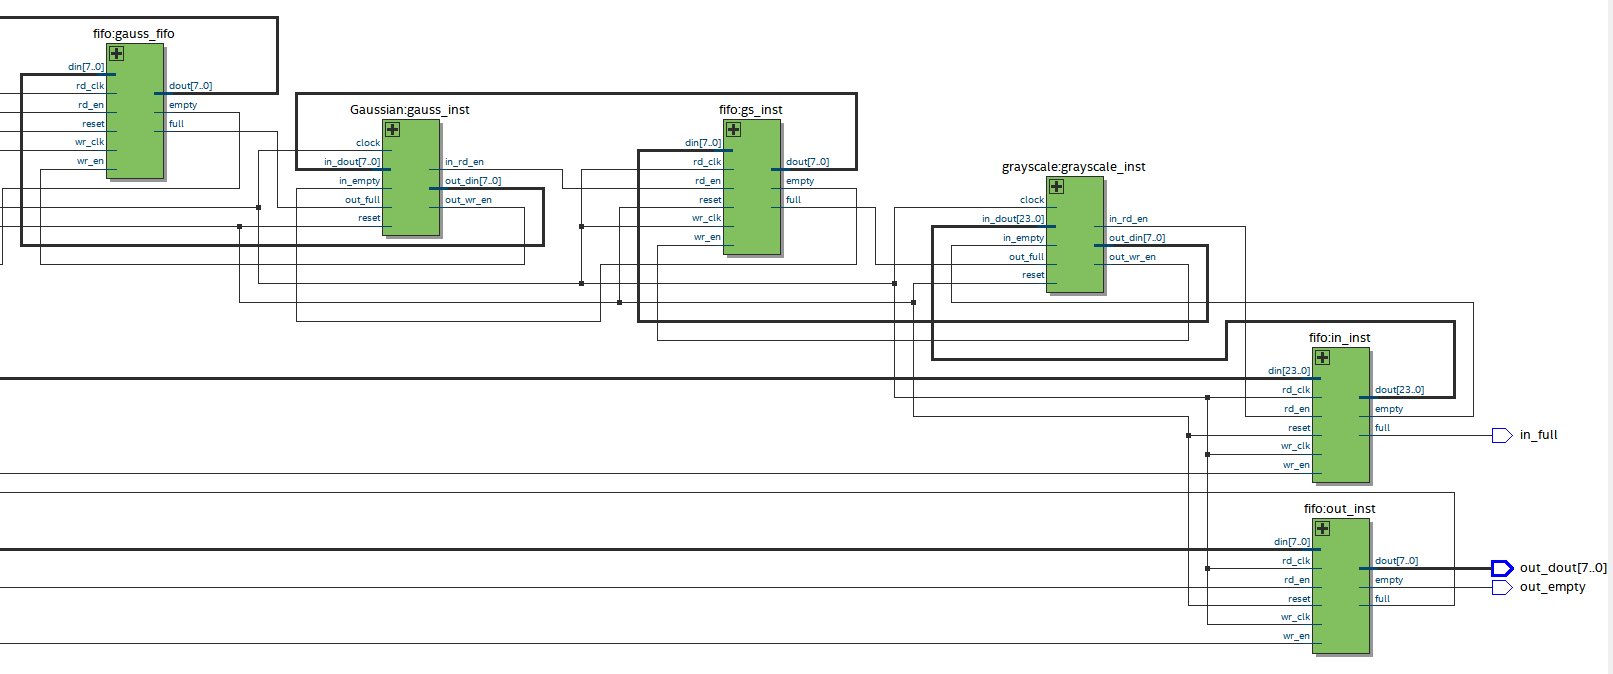 fifo:gauss_fifo
din[7..0]
rd_clk
rd_en
reset
wr_clk
wr_en
dout[7..0]
empty
full
Gaussian:gauss_inst
clock
in_dout[7..0]
in_empty
out_full
reset
in_rd_en
out_din[7..0]
out_wr_en
fifo:gs_inst
din[7..0]
rd_clk
rd_en
reset
wr_clk
wr_en
dout[7..0]
empty
full
grayscale:grayscale_inst
clock
in_dout[23..0]
in_empty
out_full
reset
in_rd_en
out_din[7..0]
out_wr_en
fifo:in_inst
din[23..0]
rd_clk
rd_en
reset
wr_clk
wr_en
dout[23..0]
empty
full
in_full
fifo:out_inst
din[7..0]
rd_clk
rd_en
reset
wr_clk
wr_en
dout[7..0]
empty
full
out_dout[7..0]
out_empty